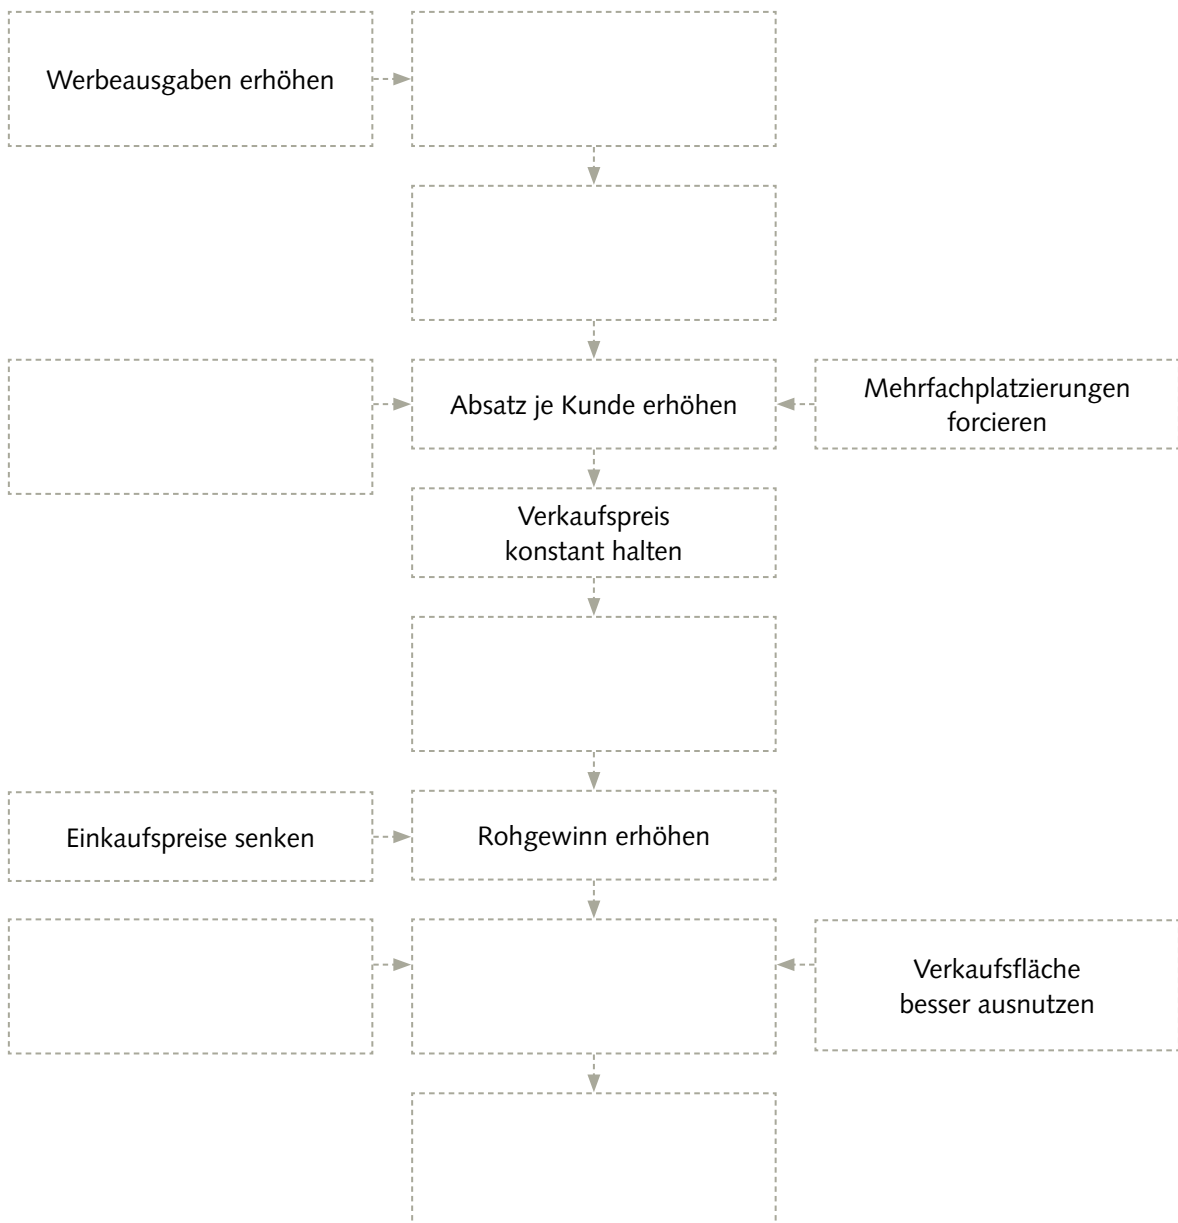 Werbeausgaben erhöhen
Absatz je Kunde erhöhen
Mehrfachplatzierungen
forcieren
Verkaufspreis
konstant halten
Einkaufspreise senken
Rohgewinn erhöhen
Verkaufsfläche
besser ausnutzen